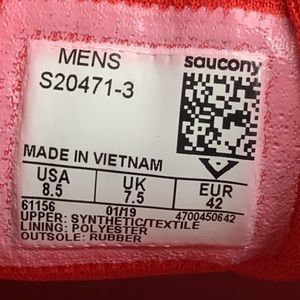 MENS
saucony
S20471-3
MADE IN VIETNAM
USA UK EUR
8.5 7.5 42
61156 01/19 4700450642
UPPER: SYNTHETIC/TEXTILE
LINING: POLYESTER
OUTSOLE: RUBBER